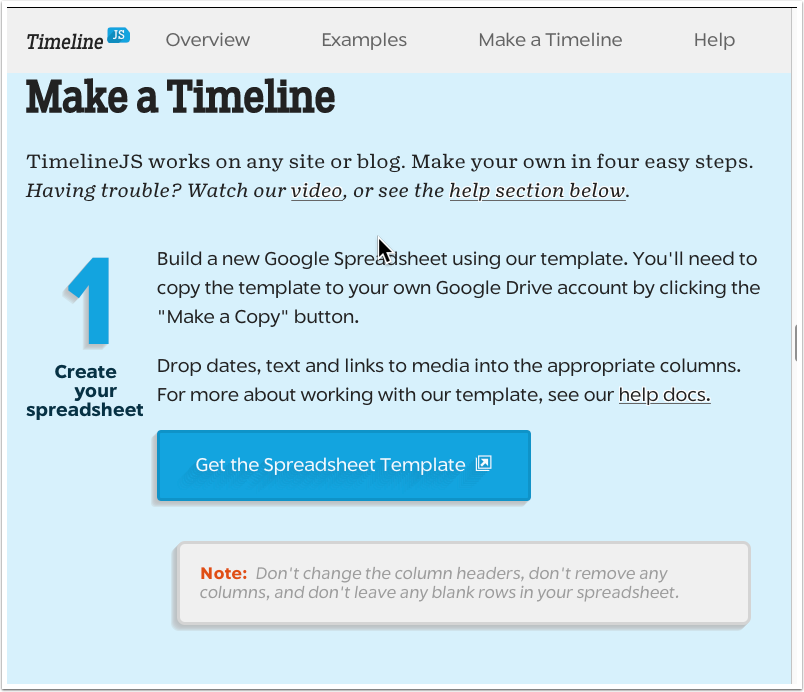 Timeline JS Overview Examples Make a Timeline Help
Make a Timeline
TimelineJS works on any site or blog. Make your own in four easy steps.
Having trouble? Watch our video, or see the help section below.
1
Create
your
spreadsheet
Build a new Google Spreadsheet using our template. You'll need to
copy the template to your own Google Drive account by clicking the
"Make a Copy" button.
Drop dates, text and links to media into the appropriate columns.
For more about working with our template, see our help docs.
Get the Spreadsheet Template
Note: Don't change the column headers, don't remove any
columns, and don't leave any blank rows in your spreadsheet.